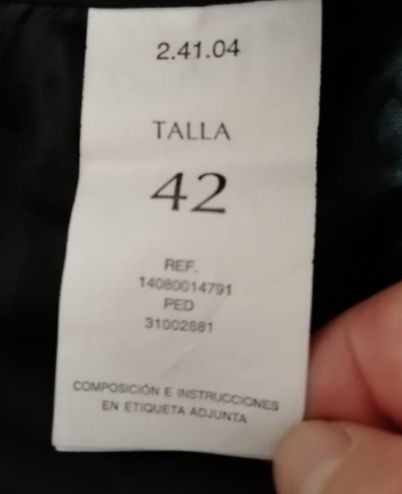 2.41.04
TALLA
42
REF.
14080014791
PED
31002881
COMPOSICIÓN E INSTRUCCIONES
EN ETIQUETA ADJUNTA